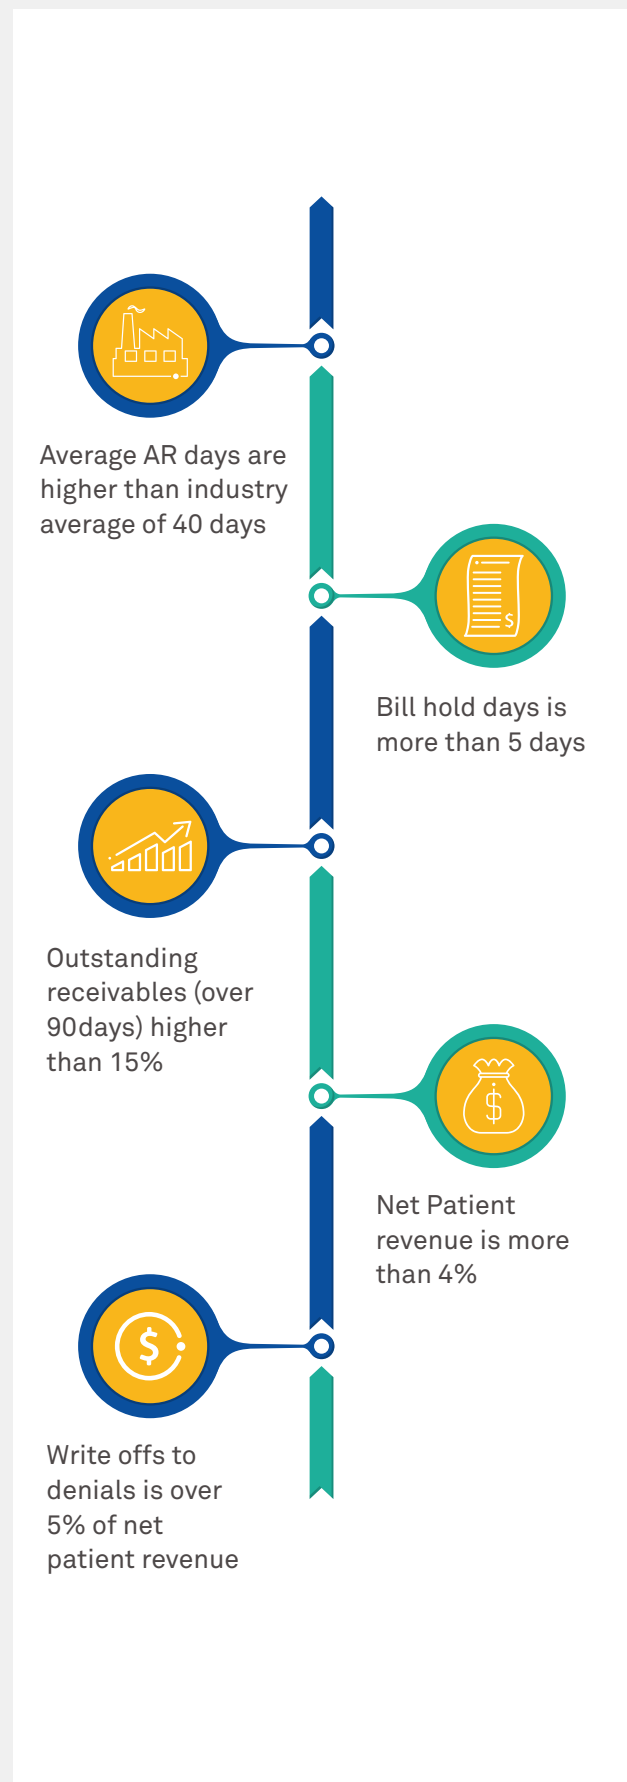 Average AR days are
higher than industry
average of 40 days
$
Bill hold days is
more than 5 days
Outstanding
receivables (over
90days) higher
than 15%
$
Net Patient
revenue is more
than 4%
$
Write offs to
denials is over
5% of net
patient revenue